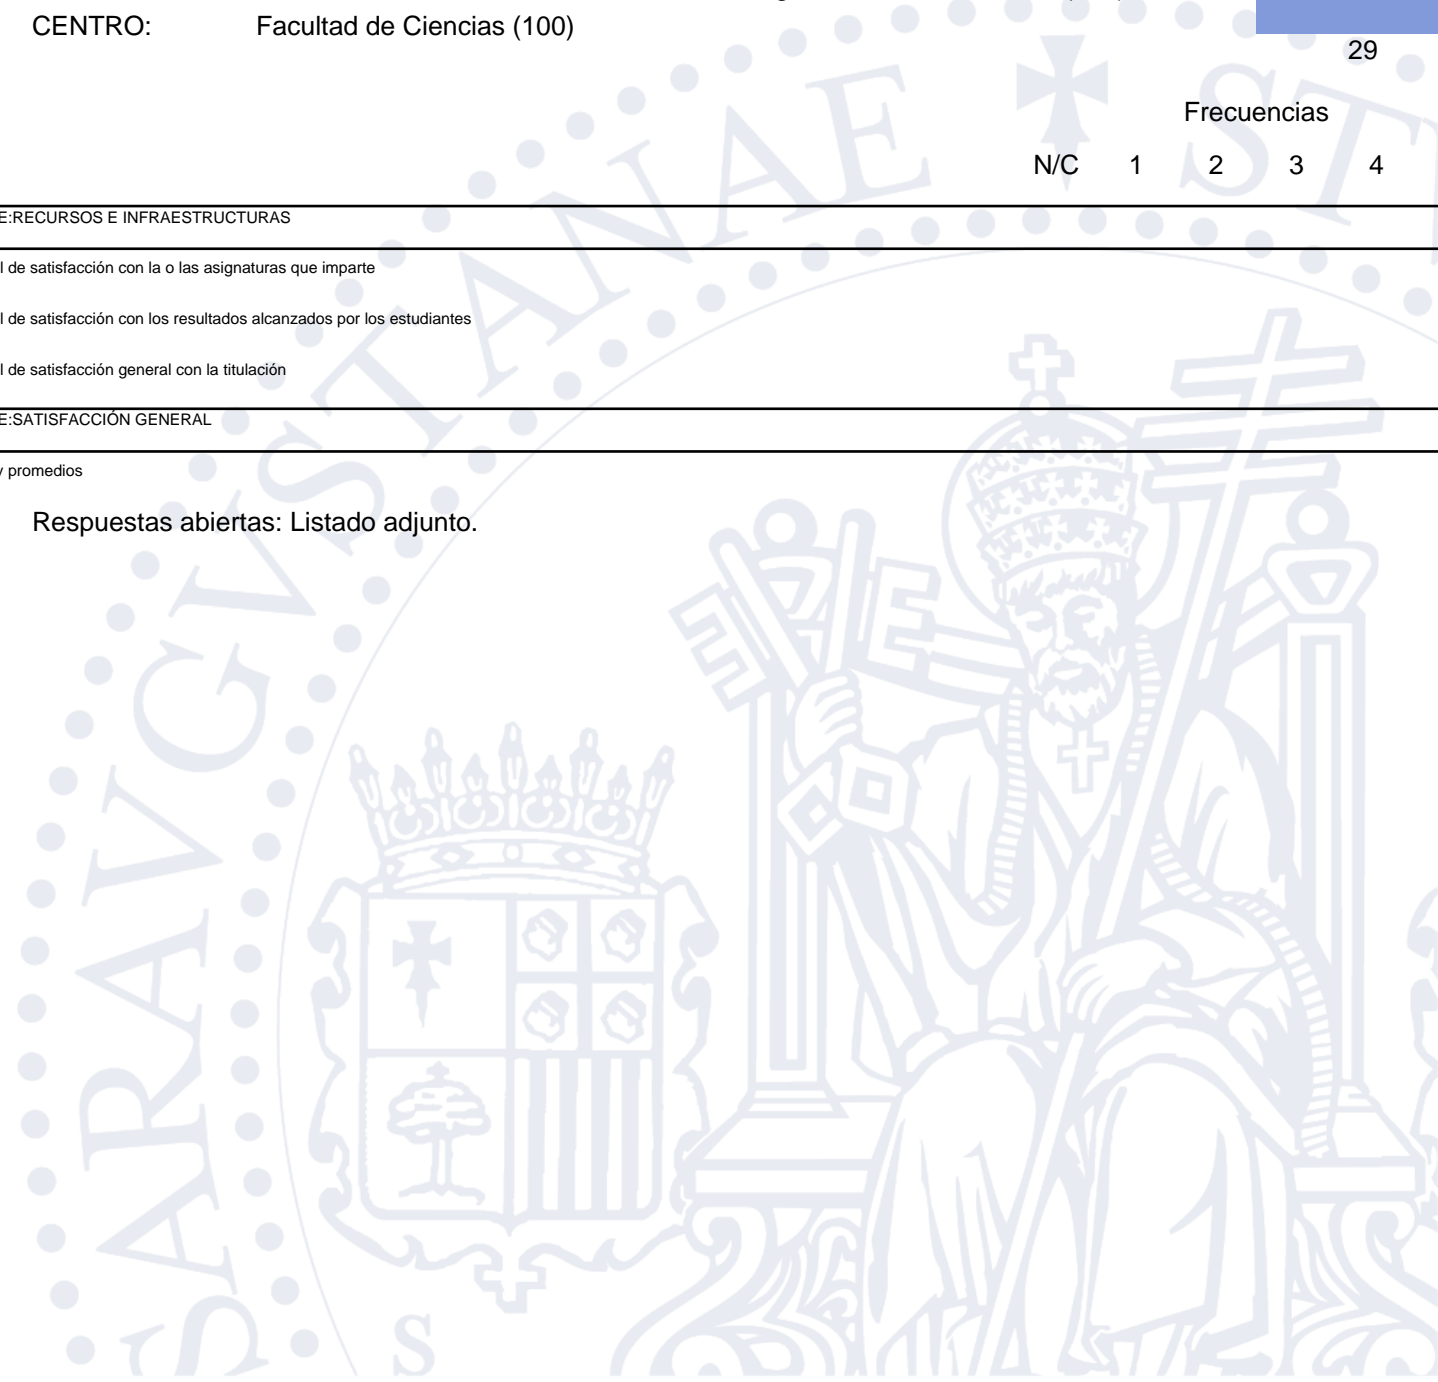 CENTRO: Facultad de Ciencias (100)
29
Frecuencias
N/C 1 2 3 4
E:RECURSOS E INFRAESTRUCTURAS
l de satisfacción con la o las asignaturas que imparte
l de satisfacción con los resultados alcanzados por los estudiantes
l de satisfacción general con la titulación
E:SATISFACCIÓN GENERAL
y promedios
Respuestas abiertas: Listado adjunto.